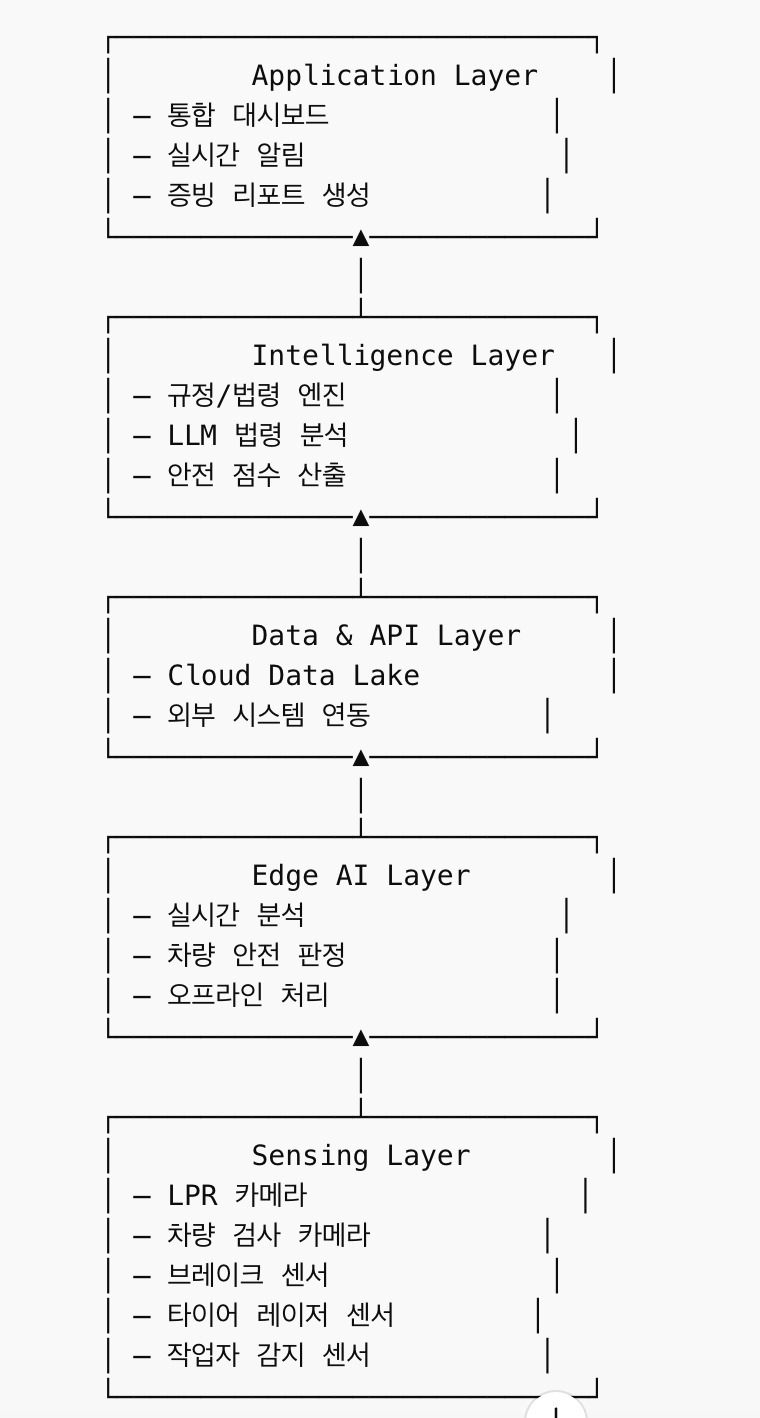 Application Layer
– 통합 대시보드
– 실시간 알림
– 증빙 리포트 생성
Intelligence Layer
– 규정/법령 엔진
– LLM 법령 분석
– 안전 점수 산출
Data & API Layer
– Cloud Data Lake
– 외부 시스템 연동
Edge AI Layer
– 실시간 분석
– 차량 안전 판정
– 오프라인 처리
Sensing Layer
– LPR 카메라
– 차량 검사 카메라
– 브레이크 센서
– 타이어 레이저 센서
– 작업자 감지 센서